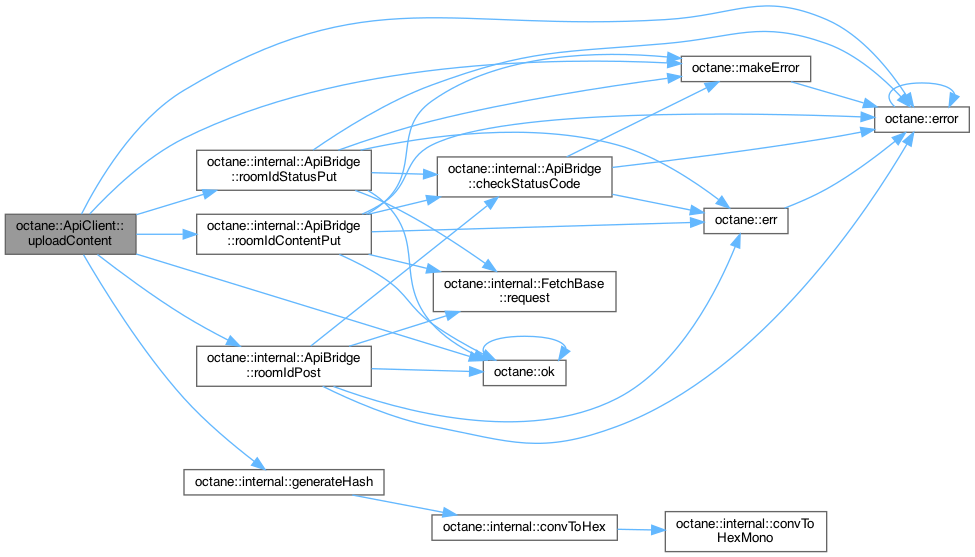 octane::ApiClient::
uploadContent
octane::internal::ApiBridge
::roomIdStatusPut
octane::internal::ApiBridge
::roomIdContentPut
octane::internal::ApiBridge
::roomIdPost
octane::internal::generateHash
octane::internal::ApiBridge
::checkStatusCode
octane::internal::FetchBase
::request
octane::ok
octane::internal::convToHex
octane::makeError
octane::err
octane::internal::convTo
HexMono
octane::error